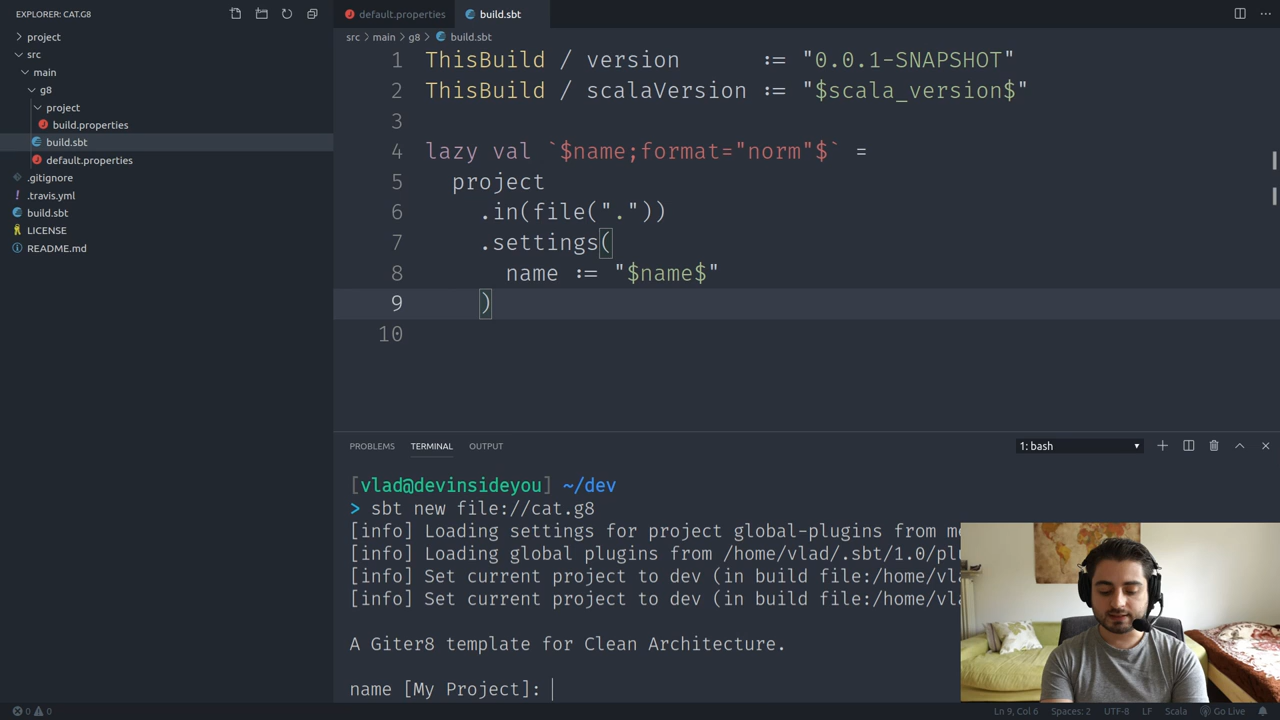 EXPLORER: CAT.G8
project
src
main
g8
project
build.properties
build.sbt
default.properties
.gitignore
.travis.yml
build.sbt
LICENSE
README.md
default.properties
build.sbt
src > main > g8 > build.sbt
1 ThisBuild / version := "0.0.1-SNAPSHOT"
2 ThisBuild / scalaVersion := "$scala_version$"
3
4 lazy val `$name;format="norm"$` =
5 project
6 .in(file("."))
7 .settings(
8 name := "$name$"
9 )
10
PROBLEMS TERMINAL OUTPUT
1: bash
[vlad@devinsideyou] ~/dev
> sbt new file://cat.g8
[info] Loading settings for project global-plugins from
[info] Loading global plugins from /home/vlad/.sbt/1.0/
[info] Set current project to dev (in build file:/home/
[info] Set current project to dev (in build file:/home/
A Giter8 template for Clean Architecture.
name [My Project]:
0 0
Ln 9, Col 6 Spaces: 2 UTF-8 LF Scala Go Live